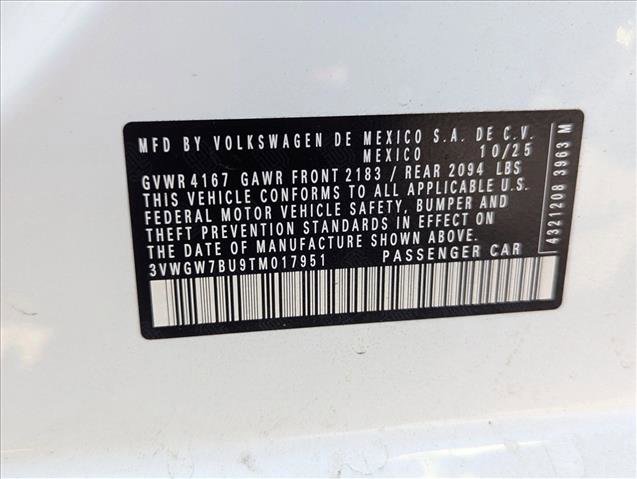 MFD BY VOLKSWAGEN DE MEXICO S.A. DE C.V.
MEXICO 10/25
GVWR 4167 GAWR FRONT 2183 / REAR 2094 LBS
THIS VEHICLE CONFORMS TO ALL APPLICABLE U.S.
FEDERAL MOTOR VEHICLE SAFETY, BUMPER AND
THEFT PREVENTION STANDARDS IN EFFECT ON
THE DATE OF MANUFACTURE SHOWN ABOVE.
3VWGW7BU9TM017951 PASSENGER CAR
4321208 3963 M